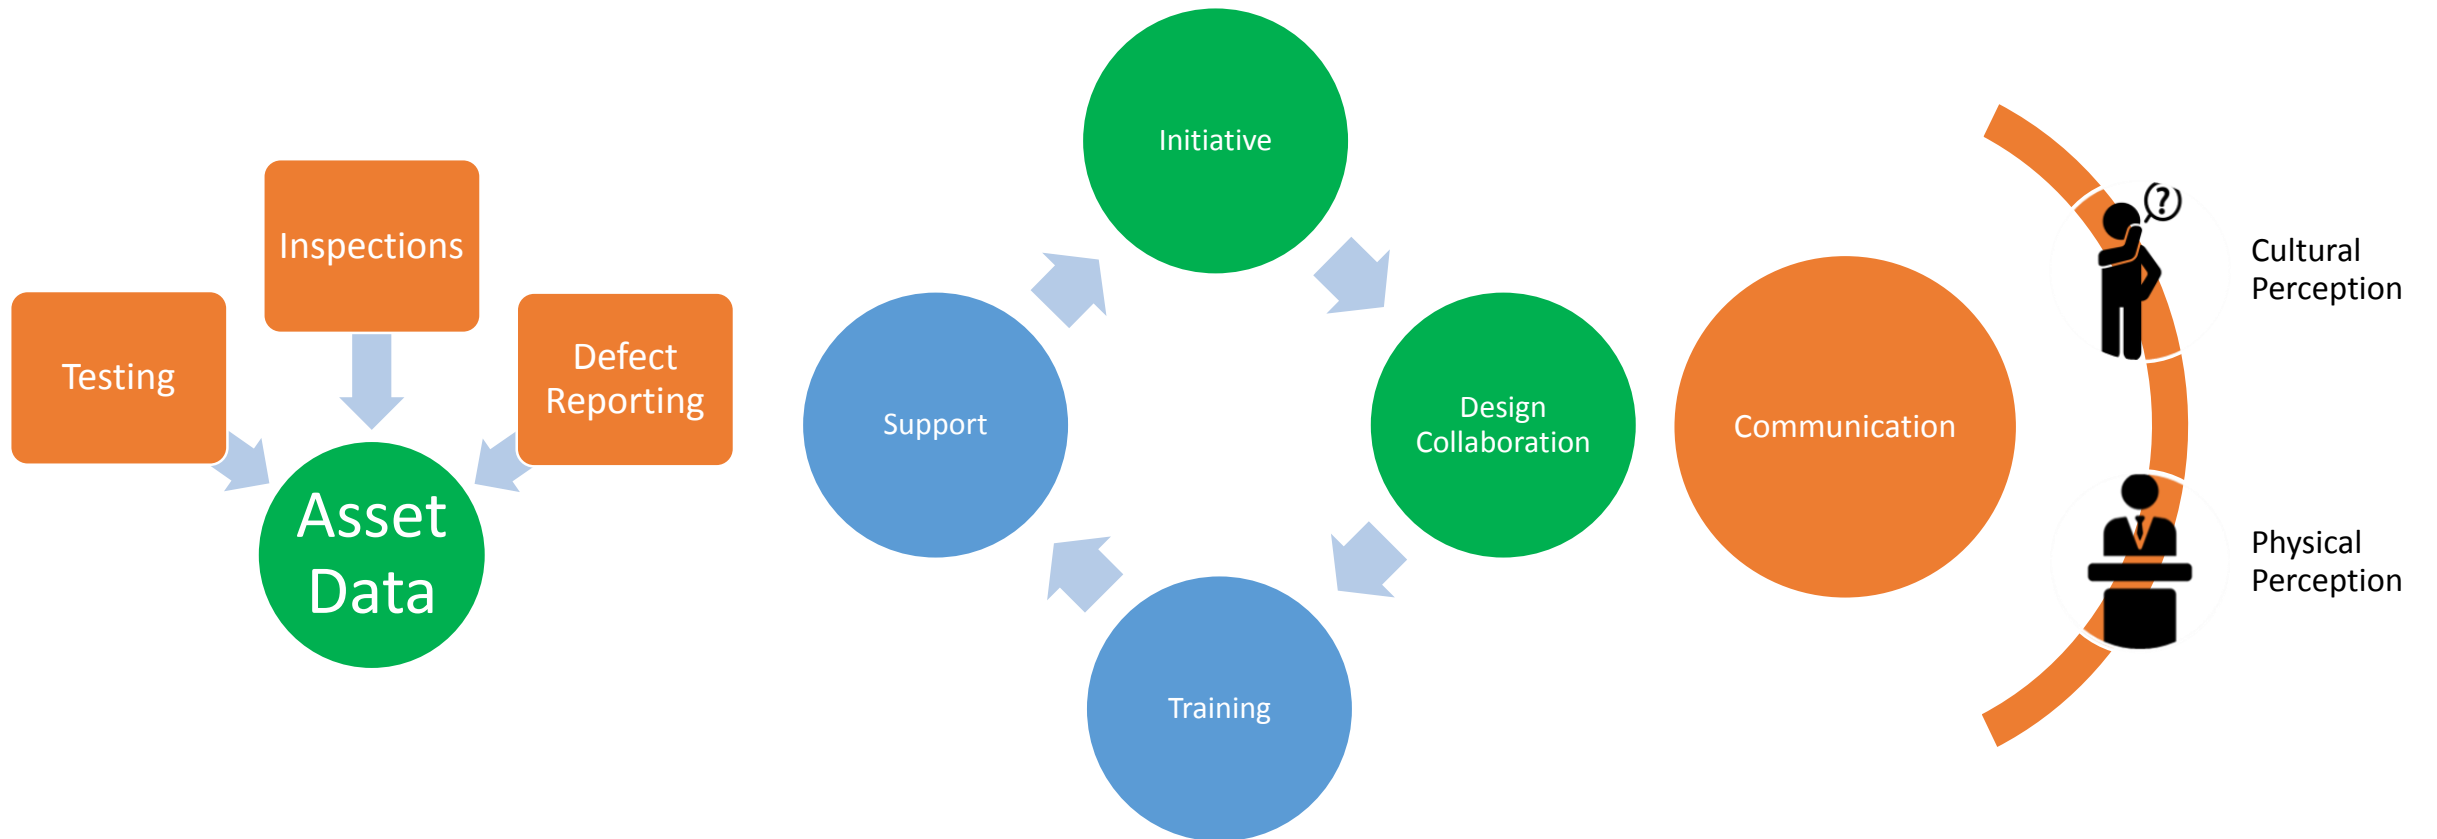 Inspections
Testing
Defect
Reporting
Asset
Data
Initiative
Design
Collaboration
Training
Support
Communication
Cultural
Perception
Physical
Perception
?